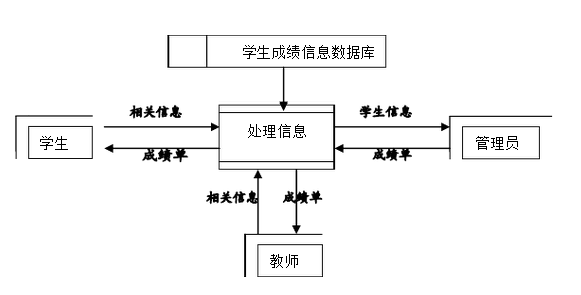 学生成绩信息数据库
相关信息
学生信息
学生
处理信息
管理员
成绩单
成绩单
相关信息
成绩单
教师